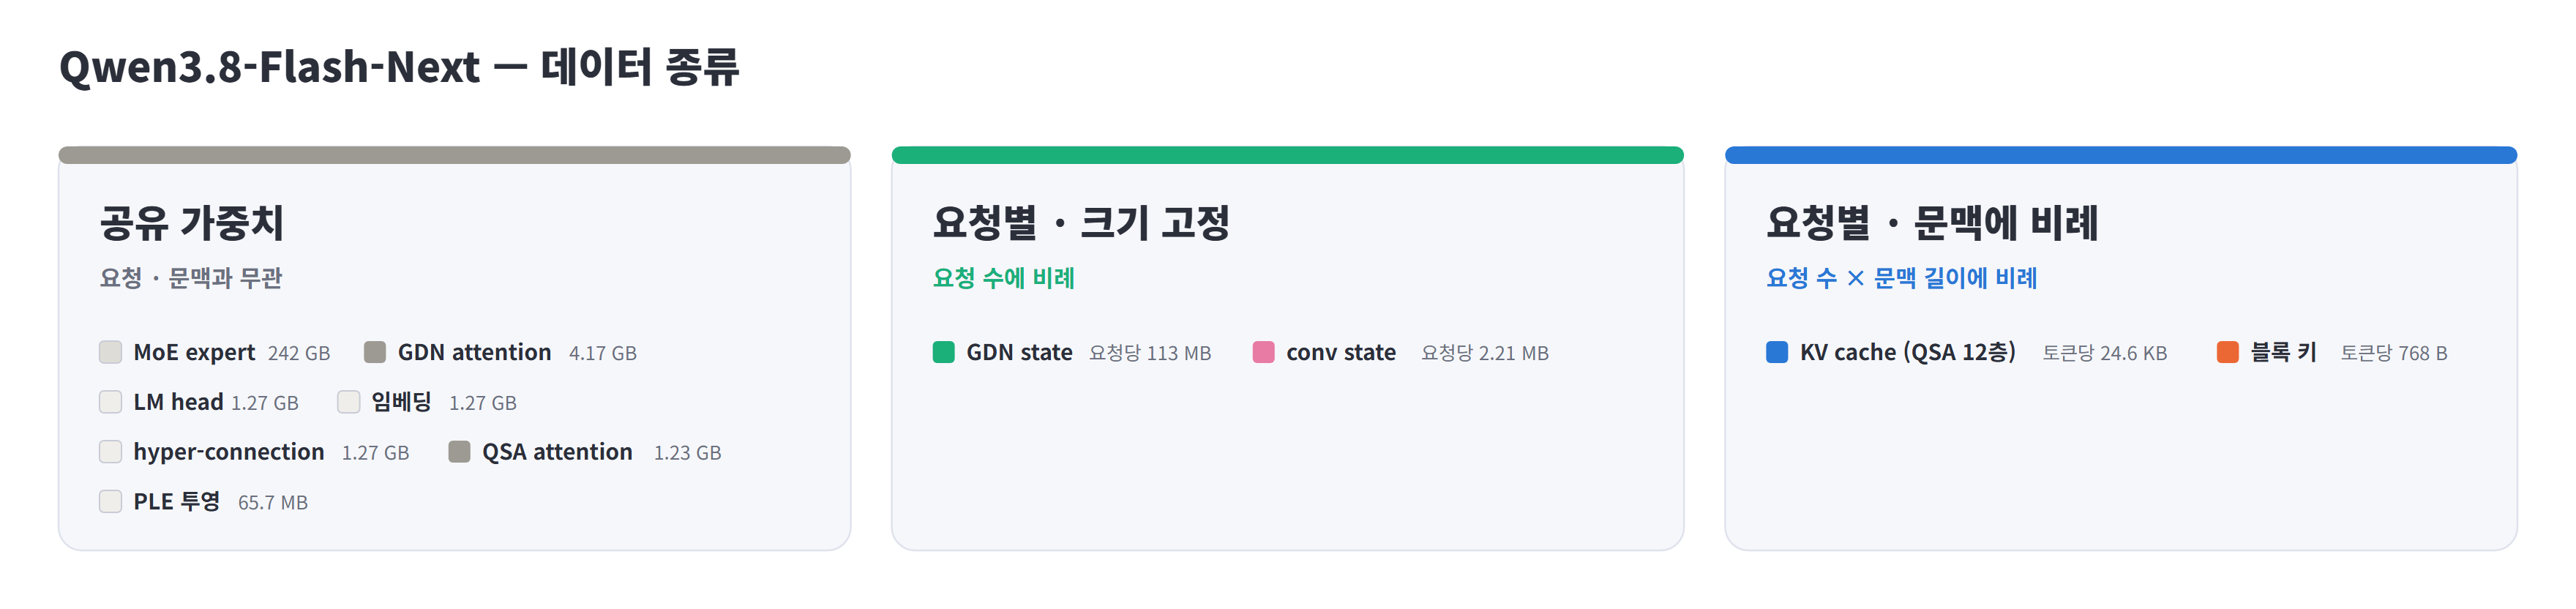 Qwen3.8-Flash-Next — 데이터 종류
공유 가중치
요청 · 문맥과 무관
MoE expert 242 GB GDN attention 4.17 GB
LM head 1.27 GB 임베딩 1.27 GB
hyper-connection 1.27 GB QSA attention 1.23 GB
PLE 투영 65.7 MB
요청별 · 크기 고정
요청 수에 비례
GDN state 요청당 113 MB conv state 요청당 2.21 MB
요청별 · 문맥에 비례
요청 수 × 문맥 길이에 비례
KV cache (QSA 12층) 토큰당 24.6 KB 블록 키 토큰당 768 B